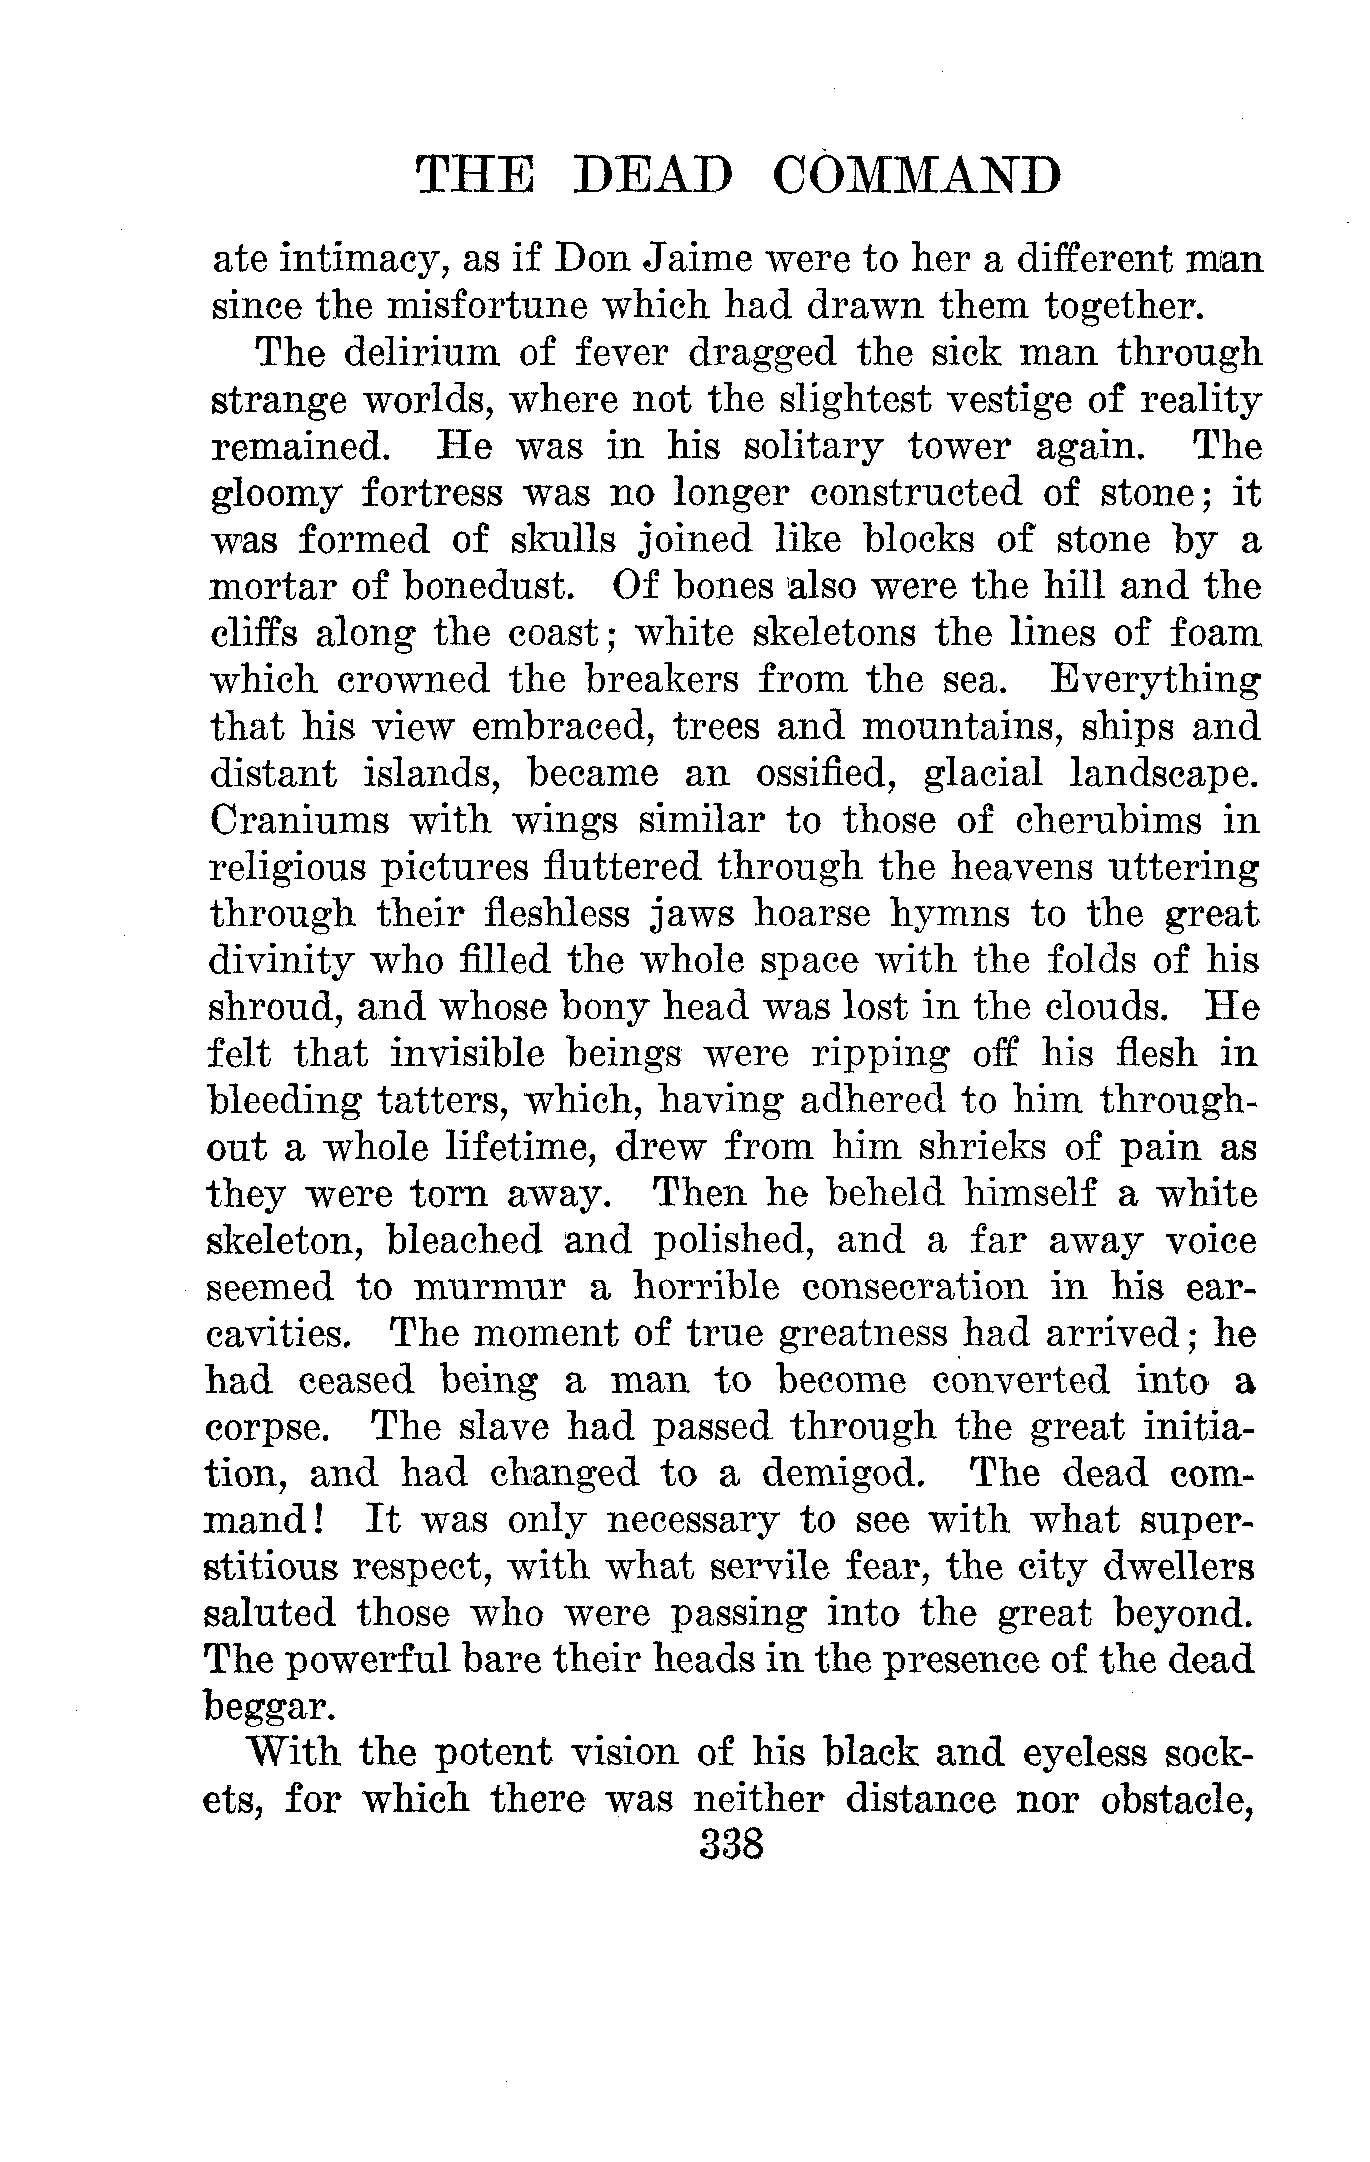 THE DEAD COMMAND
ate intimacy, as if Don Jaime were to her a different man
since the misfortune which had drawn them together.
The delirium of fever dragged the sick man through
strange worlds, where not the slightest vestige of reality
remained. He was in his solitary tower again. The
gloomy fortress was no longer constructed of stone; it
was formed of skulls joined like blocks of stone by a
mortar of bonedust. Of bones also were the hill and the
cliffs along the coast; white skeletons the lines of foam
which crowned the breakers from the sea. Everything
that his view embraced, trees and mountains, ships and
distant islands, became an ossified, glacial landscape.
Craniums with wings similar to those of cherubims in
religious pictures fluttered through the heavens uttering
through their fleshless jaws hoarse hymns to the great
divinity who filled the whole space with the folds of his
shroud, and whose bony head was lost in the clouds. He
felt that invisible beings were ripping off his flesh in
bleeding tatters, which, having adhered to him through-
out a whole lifetime, drew from him shrieks of pain as
they were torn away. Then he beheld himself a white
skeleton, bleached and polished, and a far away voice
seemed to murmur a horrible consecration in his ear-
cavities. The moment of true greatness had arrived; he
had ceased being a man to become converted into a
corpse. The slave had passed through the great initia-
tion, and had changed to a demigod. The dead com-
mand! It was only necessary to see with what super-
stitious respect, with what servile fear, the city dwellers
saluted those who were passing into the great beyond.
The powerful bare their heads in the presence of the dead
beggar.
With the potent vision of his black and eyeless sock-
ets, for which there was neither distance nor obstacle,
338